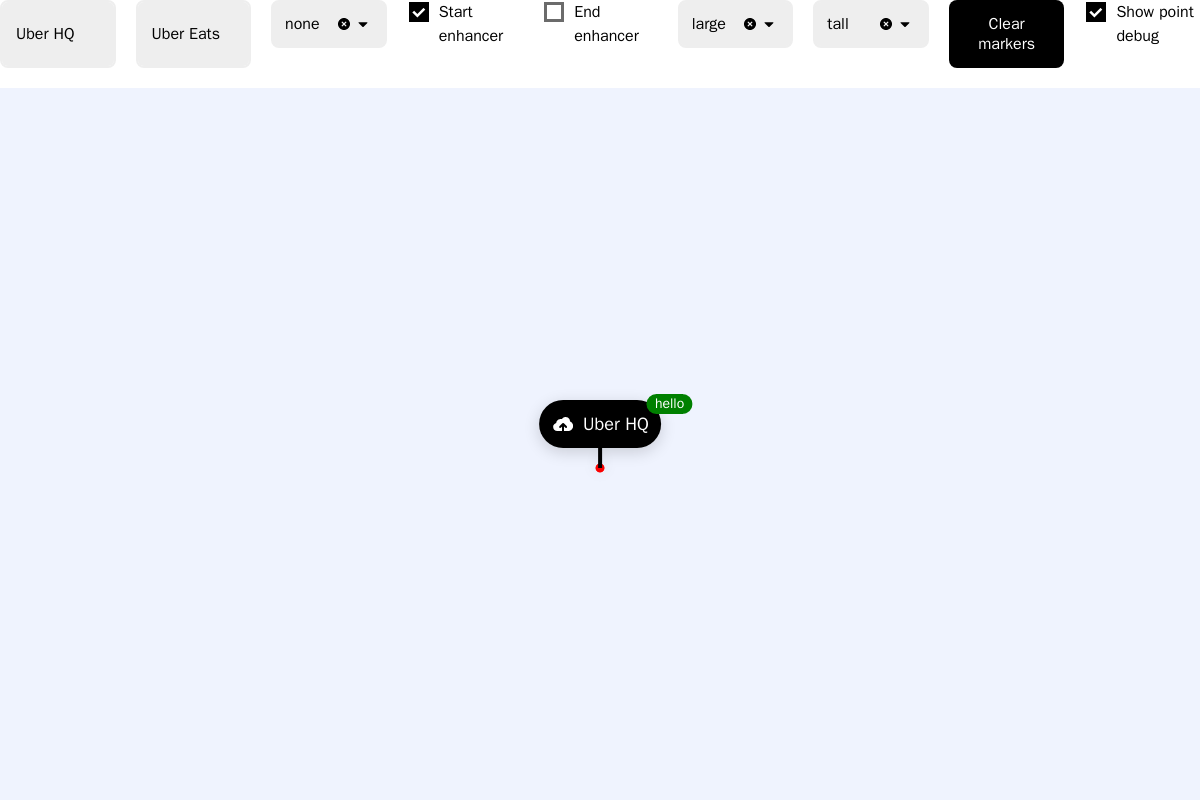 Uber HQ
Uber Eats
none
Start
enhancer
End
enhancer
large
tall
Clear
markers
Show point
debug
hello
Uber HQ